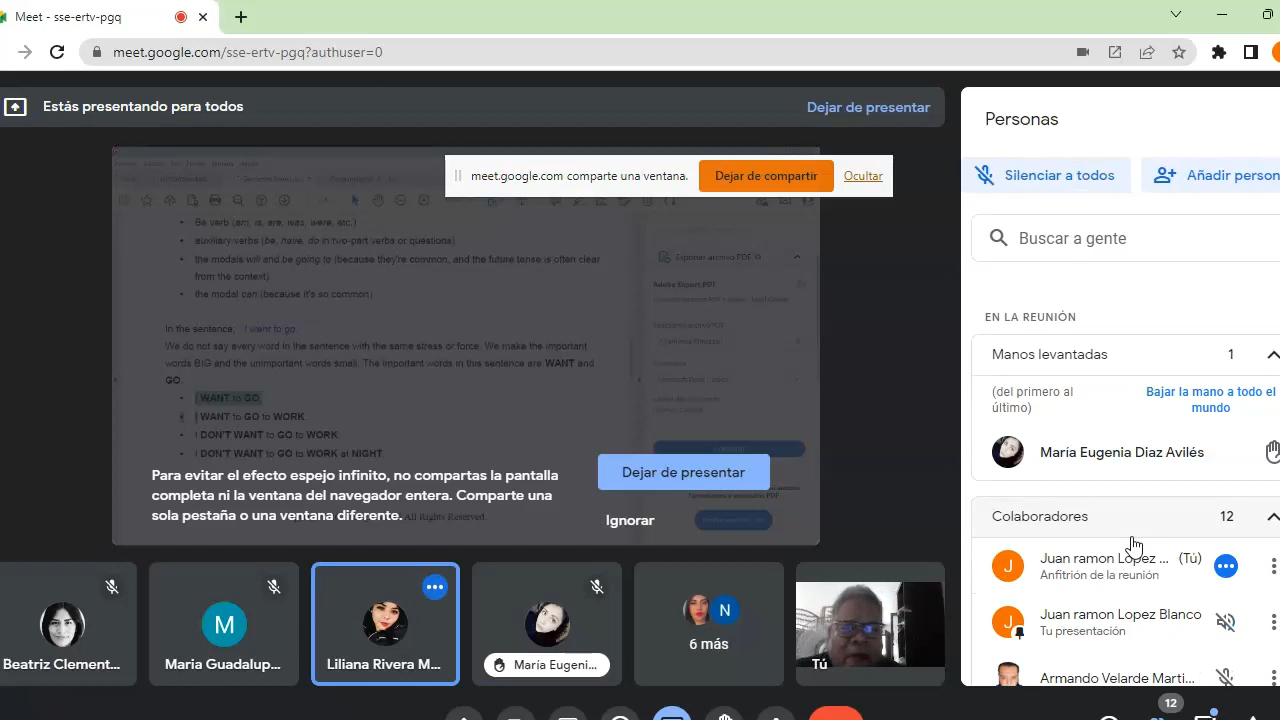 Meet - sse-ertv-pgq
meet.google.com/sse-ertv-pgq?authuser=0
Estás presentando para todos
Dejar de presentar
meet.google.com comparte una ventana.
Dejar de compartir
Ocultar
Be verb (am, is, are, was, were, etc.)
auxiliary verbs (be, have, do in two-part verbs or questions)
the modals will and be going to (because they're common, and the future tense is often clear
from the context)
the modal can (because it's so common)
In the sentence, I want to go.
We do not say every word in the sentence with the same stress or force. We make the important
words BIG and the unimportant words small. The important words in this sentence are WANT and
GO.
I WANT to GO.
I WANT to GO to WORK.
I DON'T WANT to GO to WORK.
I DON'T WANT to GO to WORK at NIGHT.
Exportar archivo PDF
Adobe Export PDF
Para evitar el efecto espejo infinito, no compartas la pantalla
completa ni la ventana del navegador entera. Comparte una
sola pestaña o una ventana diferente.
All Rights Reserved.
Dejar de presentar
Ignorar
Beatriz Clement...
M
Maria Guadalup...
Liliana Rivera M...
María Eugeni...
N
6 más
Tú
Personas
Silenciar a todos
Añadir person
Buscar a gente
EN LA REUNIÓN
Manos levantadas
1
(del primero al
último)
Bajar la mano a todo el
mundo
María Eugenia Diaz Avilés
Colaboradores
12
J
Juan ramon Lopez ... (Tú)
Anfitrión de la reunión
J
Juan ramon Lopez Blanco
Tu presentación
Armando Velarde Marti...
12